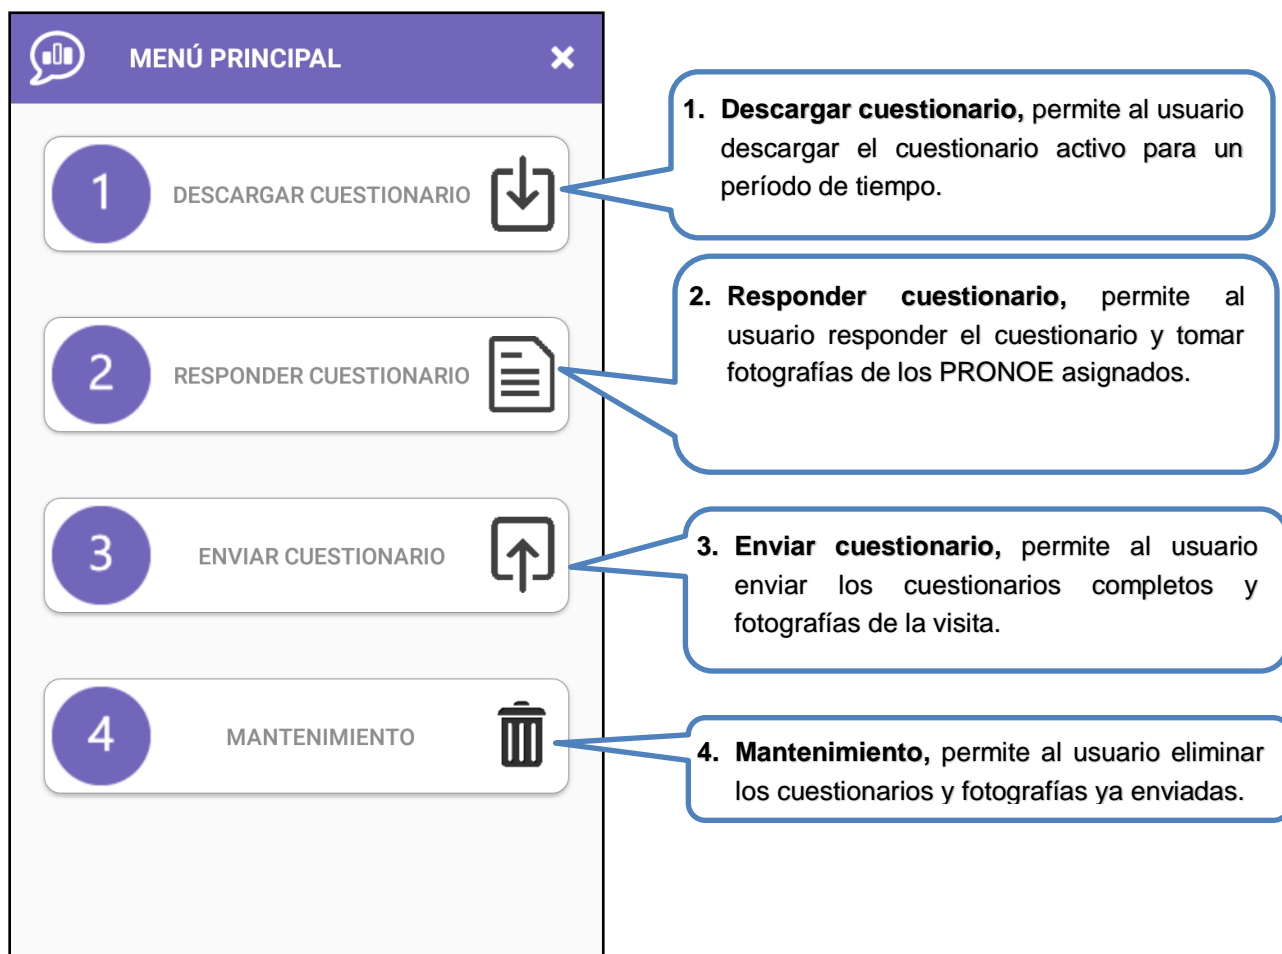 MENÚ PRINCIPAL
1
DESCARGAR CUESTIONARIO
2
RESPONDER CUESTIONARIO
3
ENVIAR CUESTIONARIO
4
MANTENIMIENTO
1. Descargar cuestionario, permite al usuario
descargar el cuestionario activo para un
período de tiempo.
2. Responder cuestionario, permite al
usuario responder el cuestionario y tomar
fotografías de los PRONOE asignados.
3. Enviar cuestionario, permite al usuario
enviar los cuestionarios completos y
fotografías de la visita.
4. Mantenimiento, permite al usuario eliminar
los cuestionarios y fotografías ya enviadas.